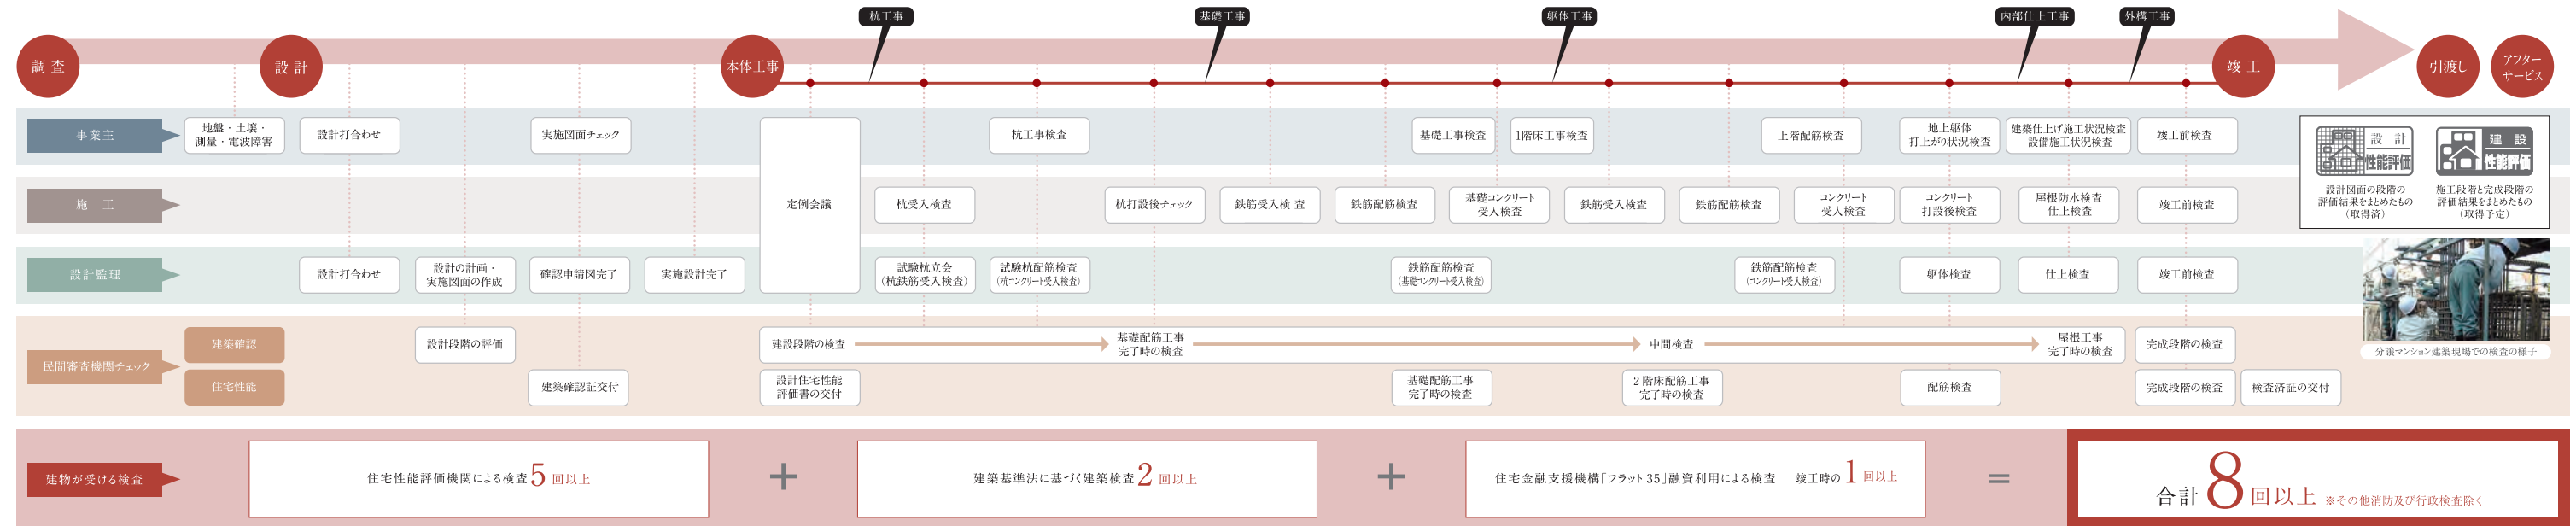 杭工事
基礎工事
躯体工事
内部仕上工事
外構工事
調 査
設 計
本体工事
竣 工
引渡し
アフター
サービス
事業主
地盤・土壌・
測量・電波障害
設計打合わせ
実施図面チェック
杭工事検査
基礎工事検査
1階床工事検査
上階配筋検査
地上躯体
打上がり状況検査
建築仕上げ施工状況検査
設備施工状況検査
竣工前検査
施 工
定例会議
杭受入検査
杭打設後チェック
鉄筋受入検 査
鉄筋配筋検査
基礎コンクリート
受入検査
鉄筋受入検査
鉄筋配筋検査
コンクリート
受入検査
コンクリート
打設後検査
屋根防水検査
仕上検査
竣工前検査
設計監理
設計打合わせ
設計の計画・
実施図面の作成
確認申請図完了
実施設計完了
試験杭立会
(杭鉄筋受入検査)
試験杭配筋検査
(杭コンクリート受入検査)
鉄筋配筋検査
(基礎コンクリート受入検査)
鉄筋配筋検査
(コンクリート受入検査)
躯体検査
仕上検査
竣工前検査
民間審査機関チェック
建築確認
設計段階の評価
建設段階の検査
基礎配筋工事
完了時の検査
中間検査
屋根工事
完了時の検査
完成段階の検査
住宅性能
建築確認証交付
設計住宅性能
評価書の交付
基礎配筋工事
完了時の検査
2階床配筋工事
完了時の検査
配筋検査
完成段階の検査
検査済証の交付
設 計
性能評価
設計図面の段階の
評価結果をまとめたもの
(取得済)
建 設
性能評価
施工段階と完成段階の
評価結果をまとめたもの
(取得予定)
分譲マンション建築現場での検査の様子
建物が受ける検査
住宅性能評価機関による検査5回以上
+
建築基準法に基づく建築検査2回以上
+
住宅金融支援機構「フラット35」融資利用による検査 竣工時の1回以上
=
合計8回以上 ※その他消防及び行政検査除く